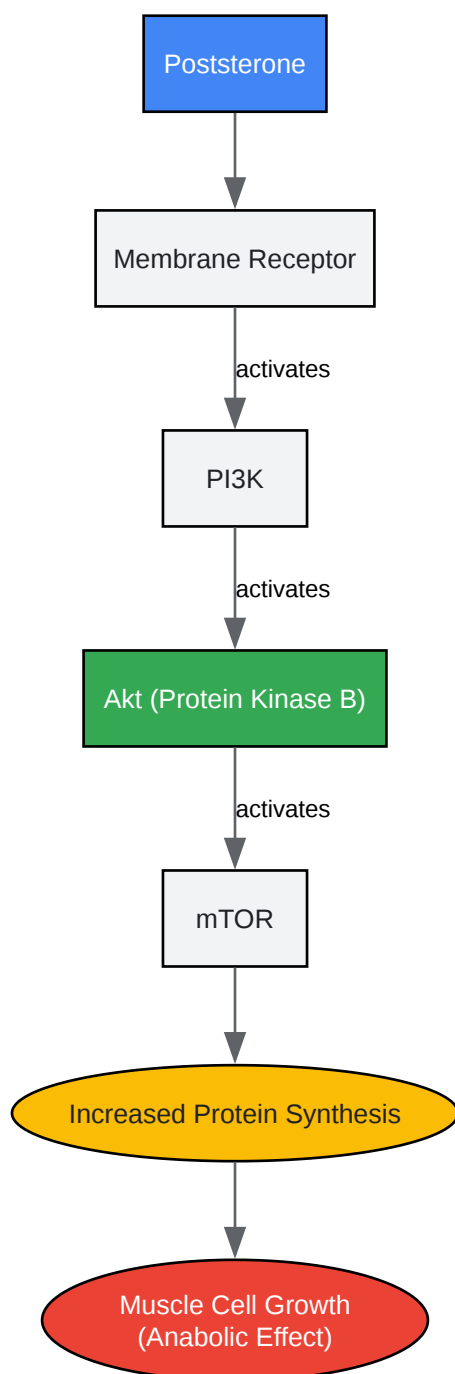 Poststerone
Membrane Receptor
activates
PI3K
activates
Akt (Protein Kinase B)
activates
mTOR
Increased Protein Synthesis
Muscle Cell Growth
(Anabolic Effect)